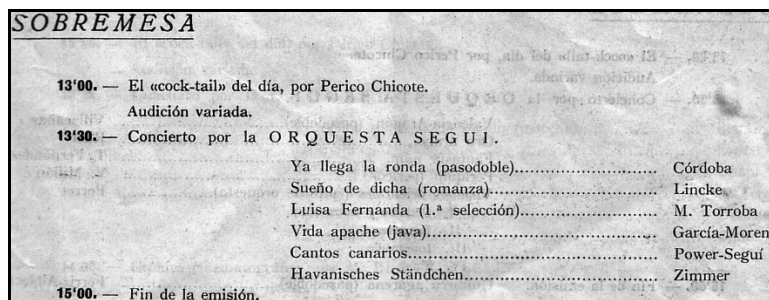 SOBREMESA
13'00. — El «cock-tail» del día, por Perico Chicote.
Audición variada.
13'30. — Concierto por la ORQUESTA SEGUI.
Ya llega la ronda (pasodoble)............................ Córdoba
Sueño de dicha (romanza)................................. Lincke
Luisa Fernanda (1.ª selección)........................... M. Torroba
Vida apache (java)............................................. García-Moren
Cantos canarios................................................. Power-Seguí
Havanisches Ständchen...................................... Zimmer
15'00. — Fin de la emisión.